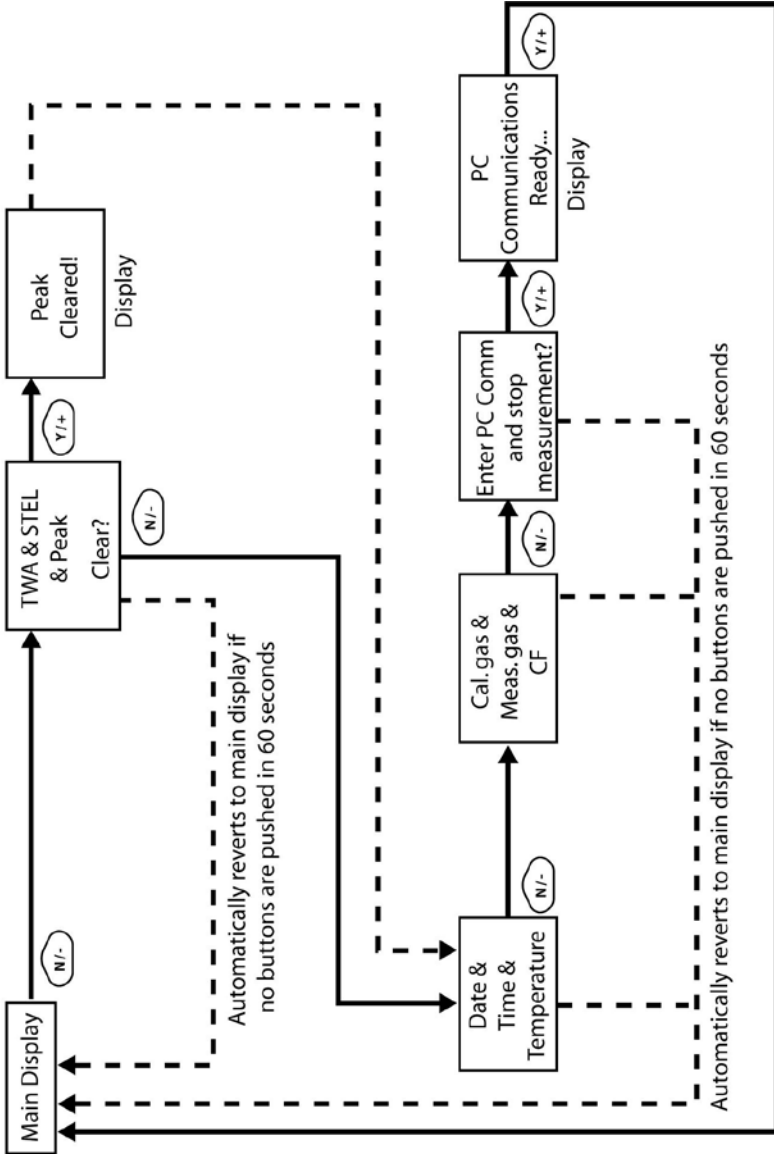 Main Display
N/-
TWA & STEL
& Peak
Clear?
Y/+
Peak
Cleared!
Display
N/-
Automatically reverts to main display if
no buttons are pushed in 60 seconds
Date &
Time &
Temperature
N/-
Cal. gas &
Meas. gas &
CF
N/-
Enter PC Comm
and stop
measurement?
Y/+
PC
Communications
Ready...
Display
Y/+
Automatically reverts to main display if no buttons are pushed in 60 seconds